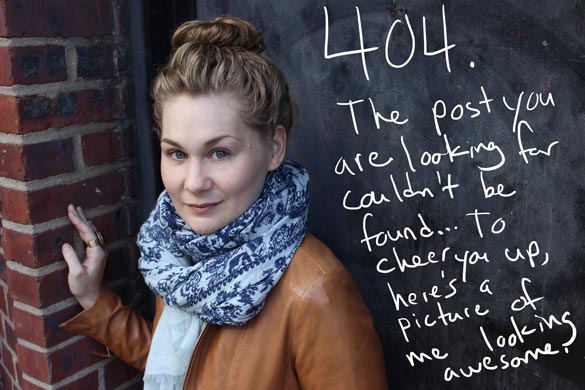 404.
The post you
are looking for
couldn't be
found... To
cheer you up,
here's a
picture of
me looking
awesome!